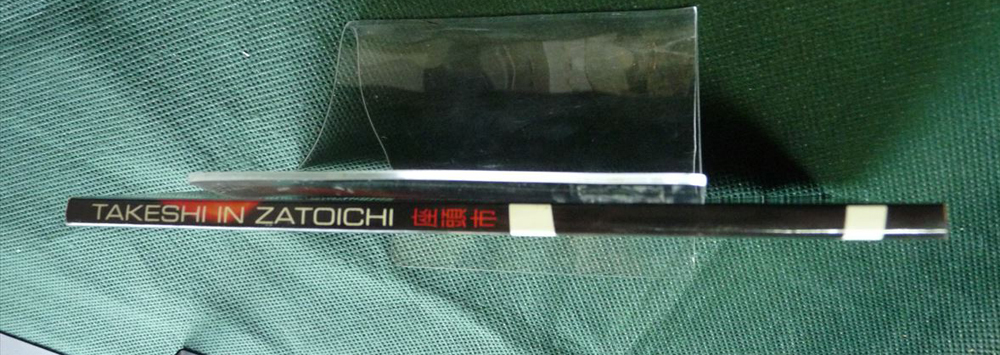 TAKESHI IN ZATOICHI 座頭市